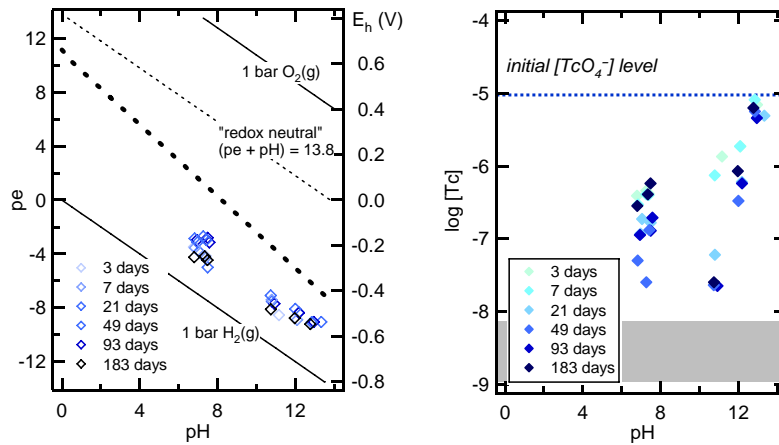 12
8
4
0
-4
-8
-12
pe
E_h (V)
0.6
0.4
0.2
0.0
-0.2
-0.4
-0.6
-0.8
1 bar O₂(g)
"redox neutral"
(pe + pH) = 13.8
3 days
7 days
21 days
49 days
93 days
183 days
1 bar H₂(g)
0
4
8
12
pH
-4
-5
-6
-7
-8
-9
log [Tc]
initial [TcO₄⁻] level
3 days
7 days
21 days
49 days
93 days
183 days
0
4
8
12
pH